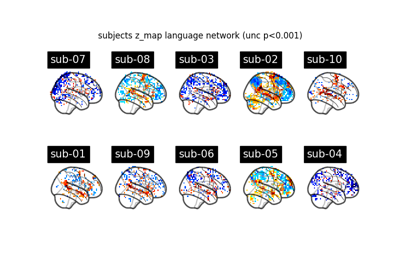 subjects z_map language network (unc p<0.001)
sub-07 sub-08 sub-03 sub-02 sub-10
sub-01 sub-09 sub-06 sub-05 sub-04